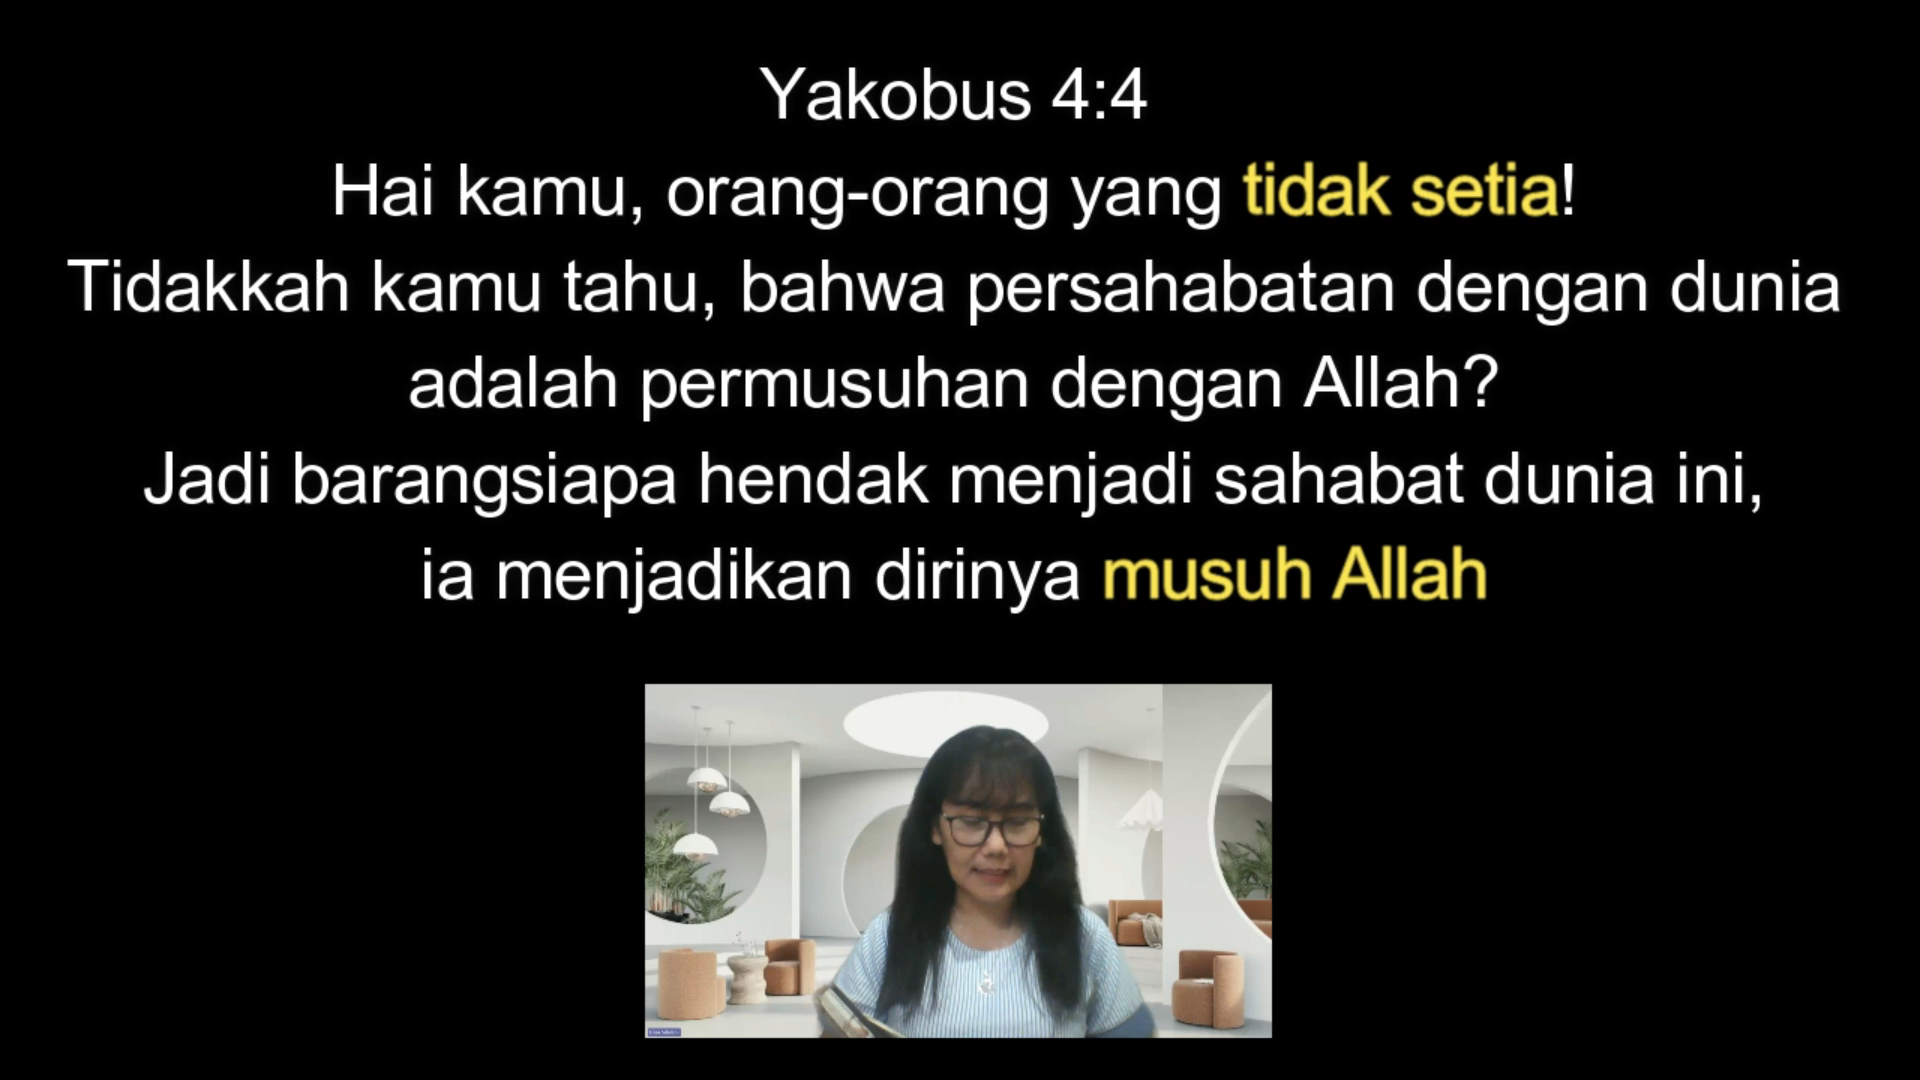 Yakobus 4:4
Hai kamu, orang-orang yang tidak setia!
Tidakkah kamu tahu, bahwa persahabatan dengan dunia
adalah permusuhan dengan Allah?
Jadi barangsiapa hendak menjadi sahabat dunia ini,
ia menjadikan dirinya musuh Allah